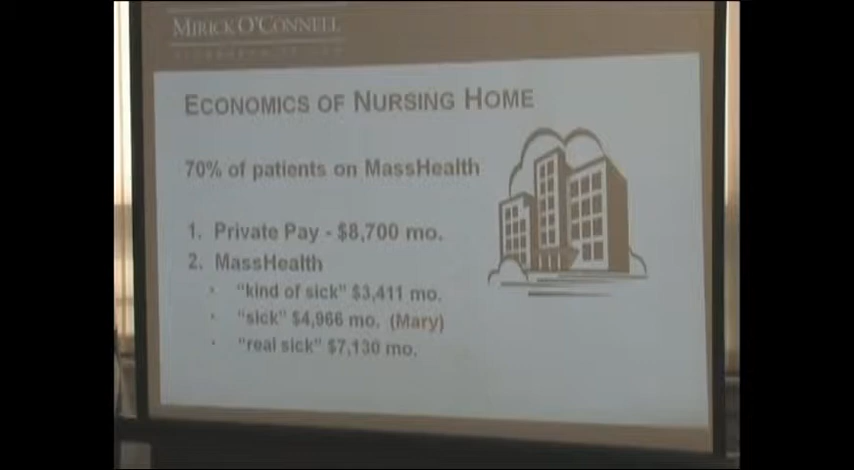 MIRICK O'CONNELL
ECONOMICS OF NURSING HOME
70% of patients on MassHealth
1. Private Pay - $8,700 mo.
2. MassHealth
· "kind of sick" $3,411 mo.
· "sick" $4,966 mo. (Mary)
· "real sick" $7,130 mo.